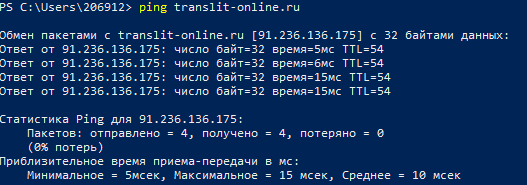 PS C:\Users\206912> ping translit-online.ru
Обмен пакетами с translit-online.ru [91.236.136.175] с 32 байтами данных:
Ответ от 91.236.136.175: число байт=32 время=5мс TTL=54
Ответ от 91.236.136.175: число байт=32 время=6мс TTL=54
Ответ от 91.236.136.175: число байт=32 время=15мс TTL=54
Ответ от 91.236.136.175: число байт=32 время=15мс TTL=54
Статистика Ping для 91.236.136.175:
Пакетов: отправлено = 4, получено = 4, потеряно = 0
(0% потерь)
Приблизительное время приема-передачи в мс:
Минимальное = 5мсек, Максимальное = 15 мсек, Среднее = 10 мсек